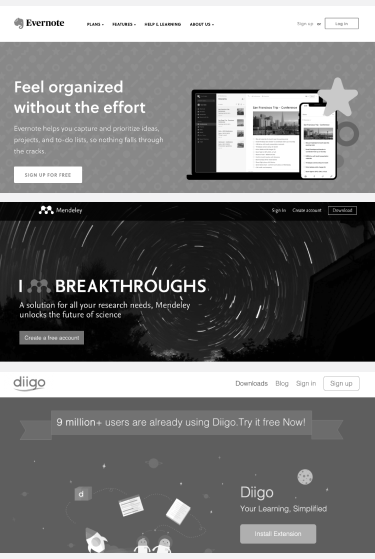 Evernote
PLANS FEATURES HELP & LEARNING ABOUT US
Sign up or Log in
Feel organized
without the effort
Evernote helps you capture and prioritize ideas,
projects, and to-do lists, so nothing falls through
the cracks.
SIGN UP FOR FREE
San Francisco Trip - Conference
Mendeley
Sign In Create account Download
I BREAKTHROUGHS
A solution for all your research needs, Mendeley
unlocks the future of science
Create a free account
diigo
Downloads Blog Sign in Sign up
9 million+ users are already using Diigo.Try it free Now!
d
Diigo
Your Learning, Simplified
Install Extension